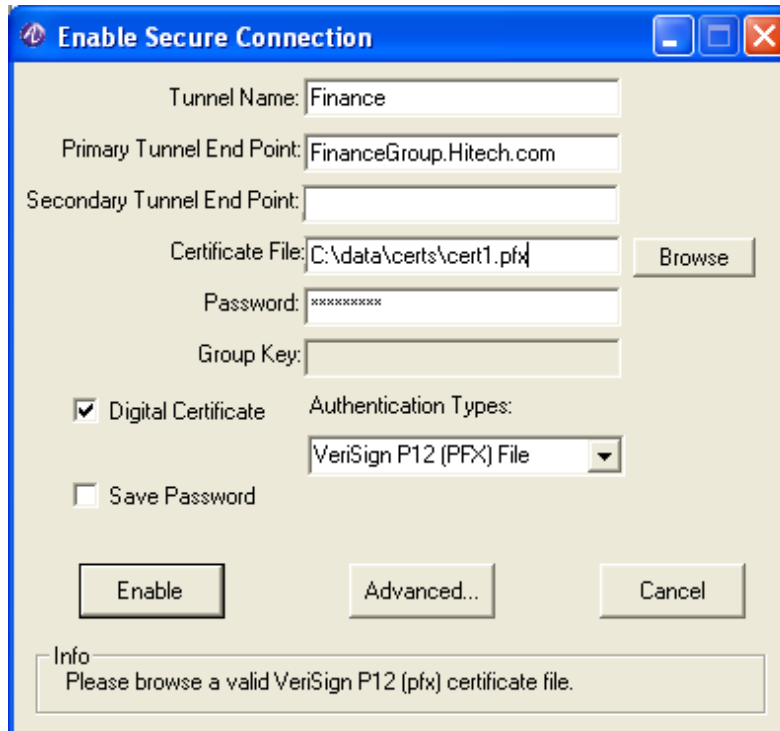 Enable Secure Connection
Tunnel Name: Finance
Primary Tunnel End Point: FinanceGroup.Hitech.com
Secondary Tunnel End Point:
Certificate File: C:\data\certs\cert1.pfx Browse
Password: *********
Group Key:
Digital Certificate Authentication Types:
VeriSign P12 (PFX) File
Save Password
Enable Advanced... Cancel
Info
Please browse a valid VeriSign P12 (pfx) certificate file.